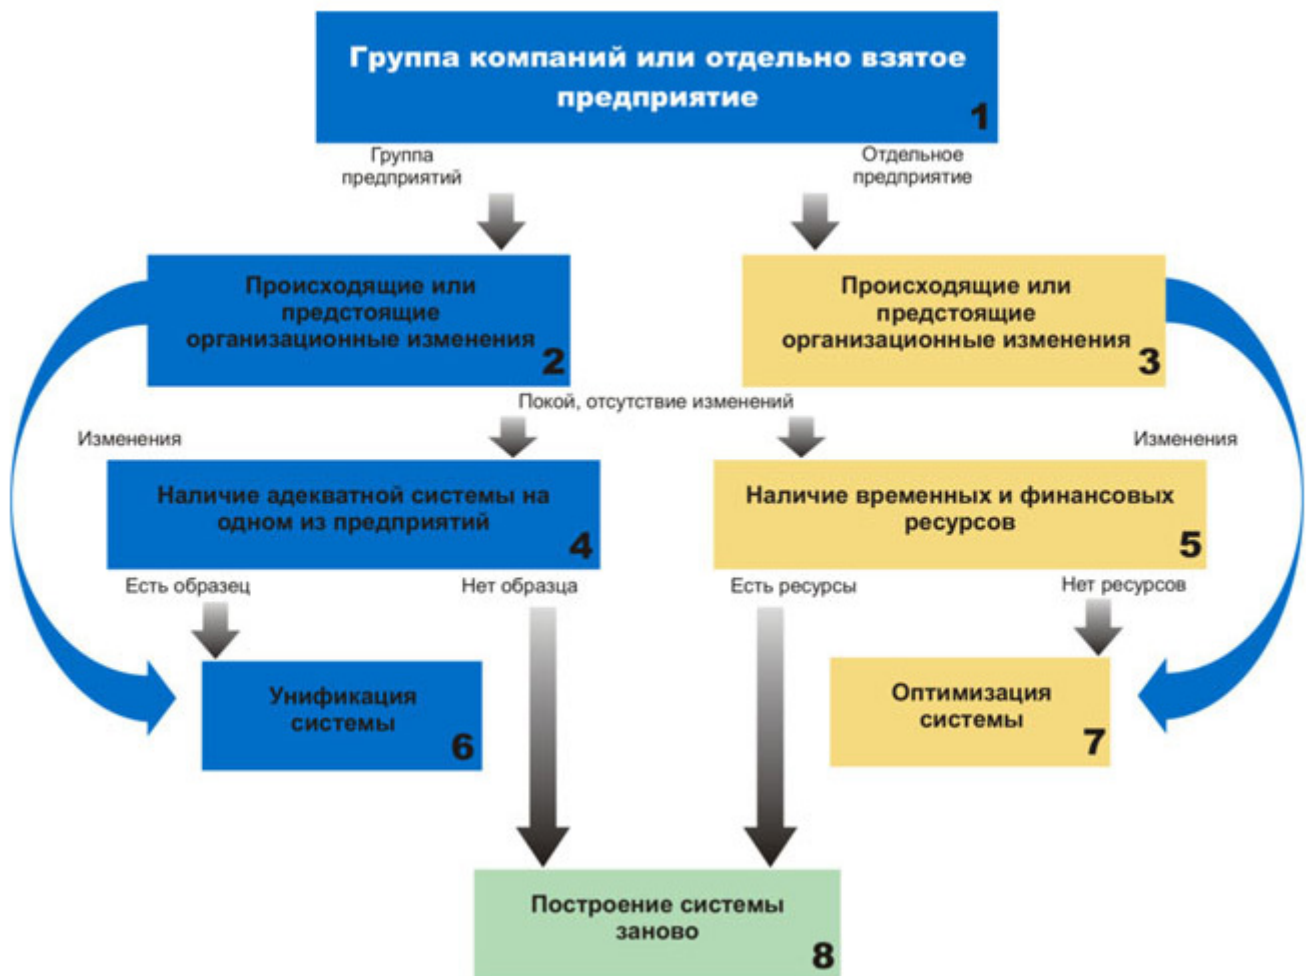 Группа компаний или отдельно взятое
предприятие
1
Группа
предприятий
Отдельное
предприятие
Происходящие или
предстоящие
организационные изменения
2
Происходящие или
предстоящие
организационные изменения
3
Покой, отсутствие изменений
Изменения
Изменения
Наличие адекватной системы на
одном из предприятий
4
Наличие временных и финансовых
ресурсов
5
Есть образец
Нет образца
Есть ресурсы
Нет ресурсов
Унификация
системы
6
Оптимизация
системы
7
Построение системы
заново
8